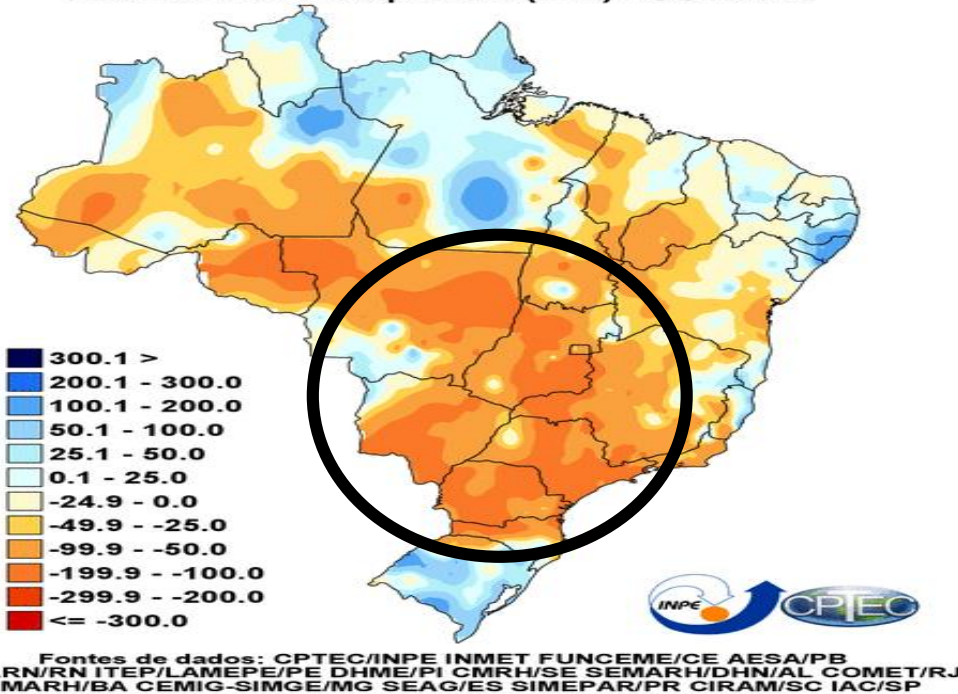 300.1 >
200.1 - 300.0
100.1 - 200.0
50.1 - 100.0
25.1 - 50.0
0.1 - 25.0
-24.9 - 0.0
-49.9 - -25.0
-99.9 - -50.0
-199.9 - -100.0
-299.9 - -200.0
<= -300.0
INPE
CPTEC
Fontes de dados: CPTEC/INPE INMET FUNCEME/CE AESA/PB
RN/RN ITEP/LAMEPE/PE DHME/PI CMRH/SE SEMARH/DHN/AL COMET/RJ
MARH/BA CEMIG-SIMGE/MG SEAG/ES SIMEPAR/PR CIRAM/SC IAC/SP